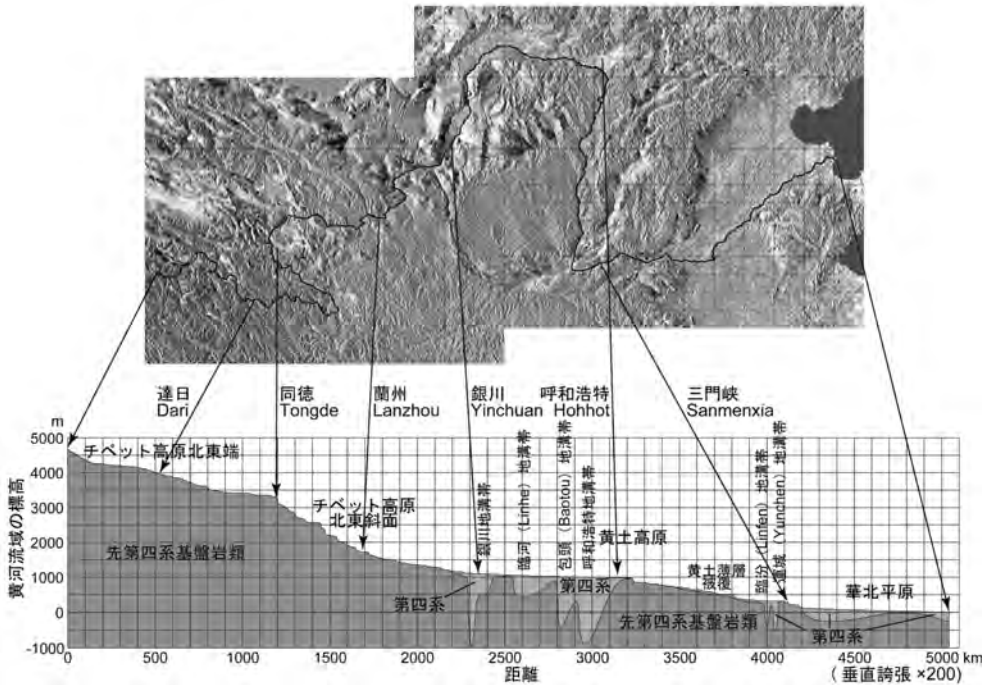 達日
Dari
同徳
Tongde
蘭州
Lanzhou
銀川
Yinchuan
呼和浩特
Hohhot
三門峡
Sanmenxia
m
5000
4000
3000
2000
1000
0
-1000
黄河流域の標高
チベット高原北東端
チベット高原
北東斜面
先第四系基盤岩類
銀川地溝帯
臨河（Linhe）地溝帯
包頭（Baotou）地溝帯
呼和浩特地溝帯
黄土高原
黄土薄層
被覆
臨汾（Linfen）地溝帯
運城（Yunchen）地溝帯
華北平原
第四系
第四系
先第四系基盤岩類
第四系
0 500 1000 1500 2000 2500 3000 3500 4000 4500 5000 km
距離
（垂直誇張 ×200）